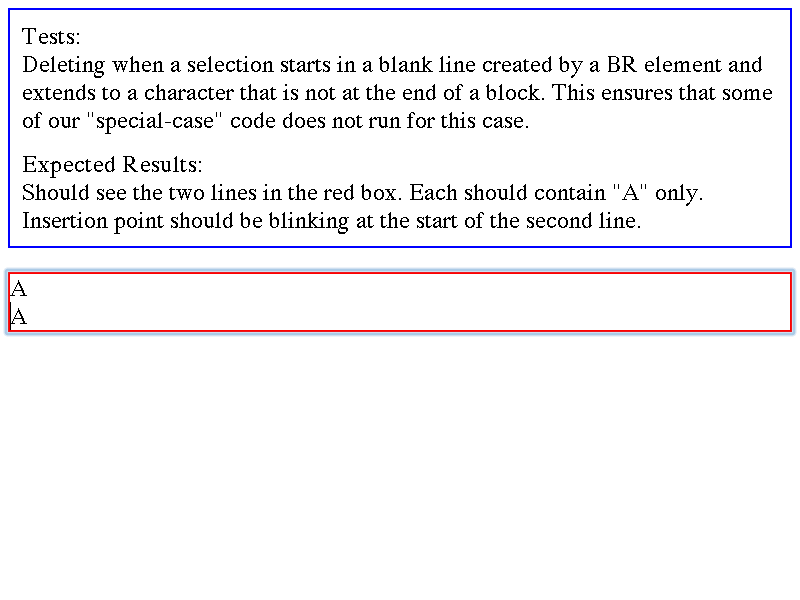 Tests:
Deleting when a selection starts in a blank line created by a BR element and
extends to a character that is not at the end of a block. This ensures that some
of our "special-case" code does not run for this case.
Expected Results:
Should see the two lines in the red box. Each should contain "A" only.
Insertion point should be blinking at the start of the second line.
A
A